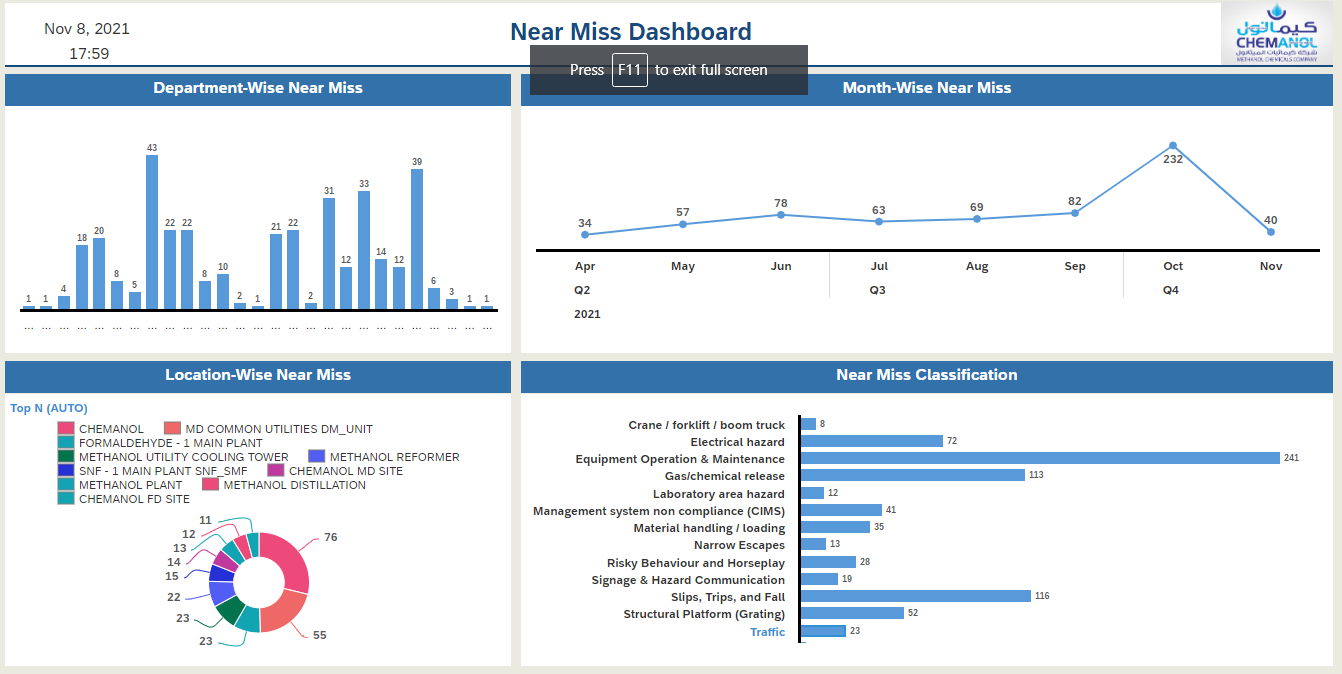 Nov 8, 2021
17:59
Near Miss Dashboard
كيمانول
CHEMANOL
METHANOL CHEMICALS COMPANY
Press F11 to exit full screen
Department-Wise Near Miss
43
39
33
31
22 22
22
21
20
18
14
12
12
10
8
8
6
5
4
3
2
2
1 1
1
1 1
... ... ... ... ... ... ... ... ... ... ... ... ... ... ... ... ... ... ... ... ... ... ... ... ... ... ...
Month-Wise Near Miss
34 57 78 63 69 82 232 40
Apr May Jun Jul Aug Sep Oct Nov
Q2 Q3 Q4
2021
Location-Wise Near Miss
Top N (AUTO)
CHEMANOL MD COMMON UTILITIES DM_UNIT
FORMALDEHYDE - 1 MAIN PLANT
METHANOL UTILITY COOLING TOWER METHANOL REFORMER
SNF - 1 MAIN PLANT SNF_SMF CHEMANOL MD SITE
METHANOL PLANT METHANOL DISTILLATION
CHEMANOL FD SITE
11
12
13
14
15
22
23
23
76
55
Near Miss Classification
Crane / forklift / boom truck 8
Electrical hazard 72
Equipment Operation & Maintenance 241
Gas/chemical release 113
Laboratory area hazard 12
Management system non compliance (CIMS) 41
Material handling / loading 35
Narrow Escapes 13
Risky Behaviour and Horseplay 28
Signage & Hazard Communication 19
Slips, Trips, and Fall 116
Structural Platform (Grating) 52
Traffic 23